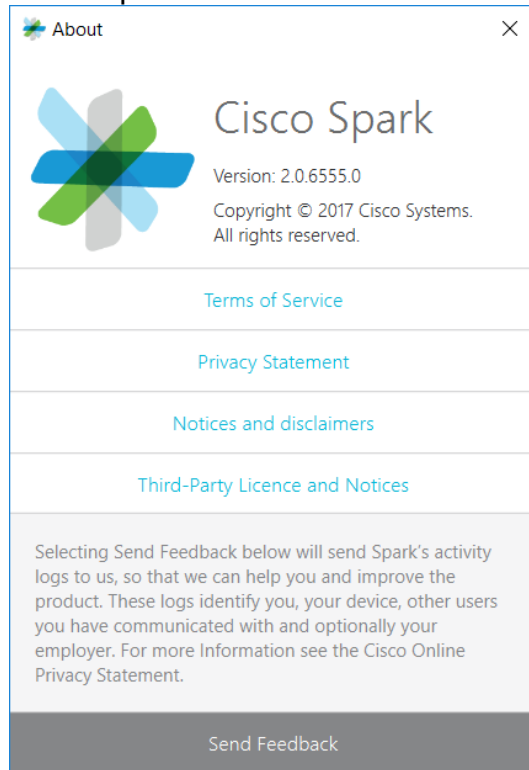 About
Cisco Spark
Version: 2.0.6555.0
Copyright © 2017 Cisco Systems.
All rights reserved.
Terms of Service
Privacy Statement
Notices and disclaimers
Third-Party Licence and Notices
Selecting Send Feedback below will send Spark's activity
logs to us, so that we can help you and improve the
product. These logs identify you, your device, other users
you have communicated with and optionally your
employer. For more Information see the Cisco Online
Privacy Statement.
Send Feedback